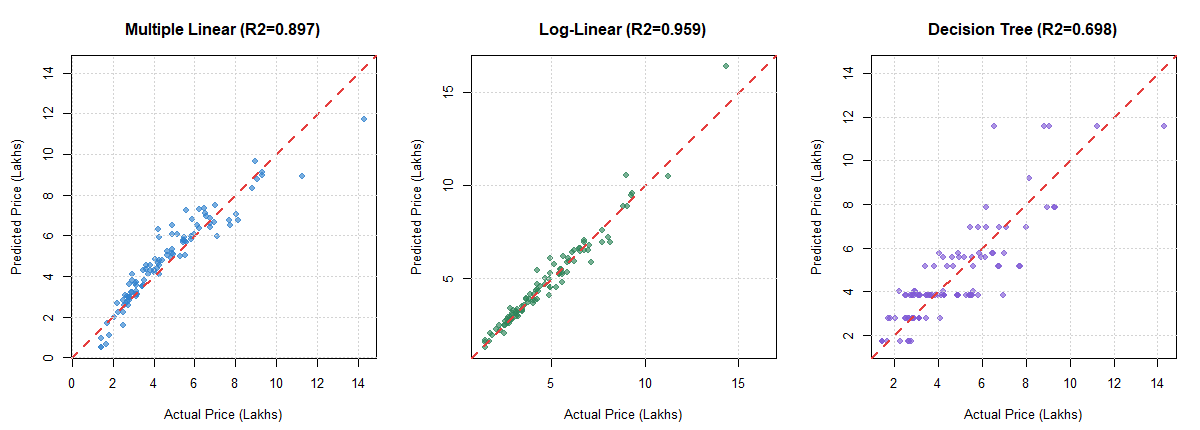 Multiple Linear (R2=0.897)
Predicted Price (Lakhs)
14
12
10
8
6
4
2
0
0 2 4 6 8 10 12 14
Actual Price (Lakhs)
Log-Linear (R2=0.959)
Predicted Price (Lakhs)
15
10
5
5 10 15
Actual Price (Lakhs)
Decision Tree (R2=0.698)
Predicted Price (Lakhs)
14
12
10
8
6
4
2
2 4 6 8 10 12 14
Actual Price (Lakhs)